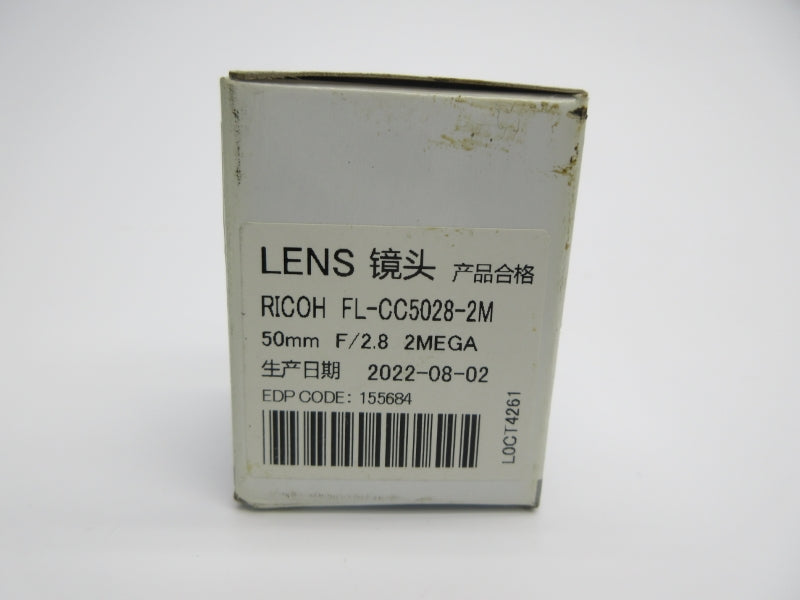 LENS 镜头 产品合格
RICOH FL-CC5028-2M
50mm F/2.8 2MEGA
生产日期 2022-08-02
EDP CODE: 155684
LOCT4261